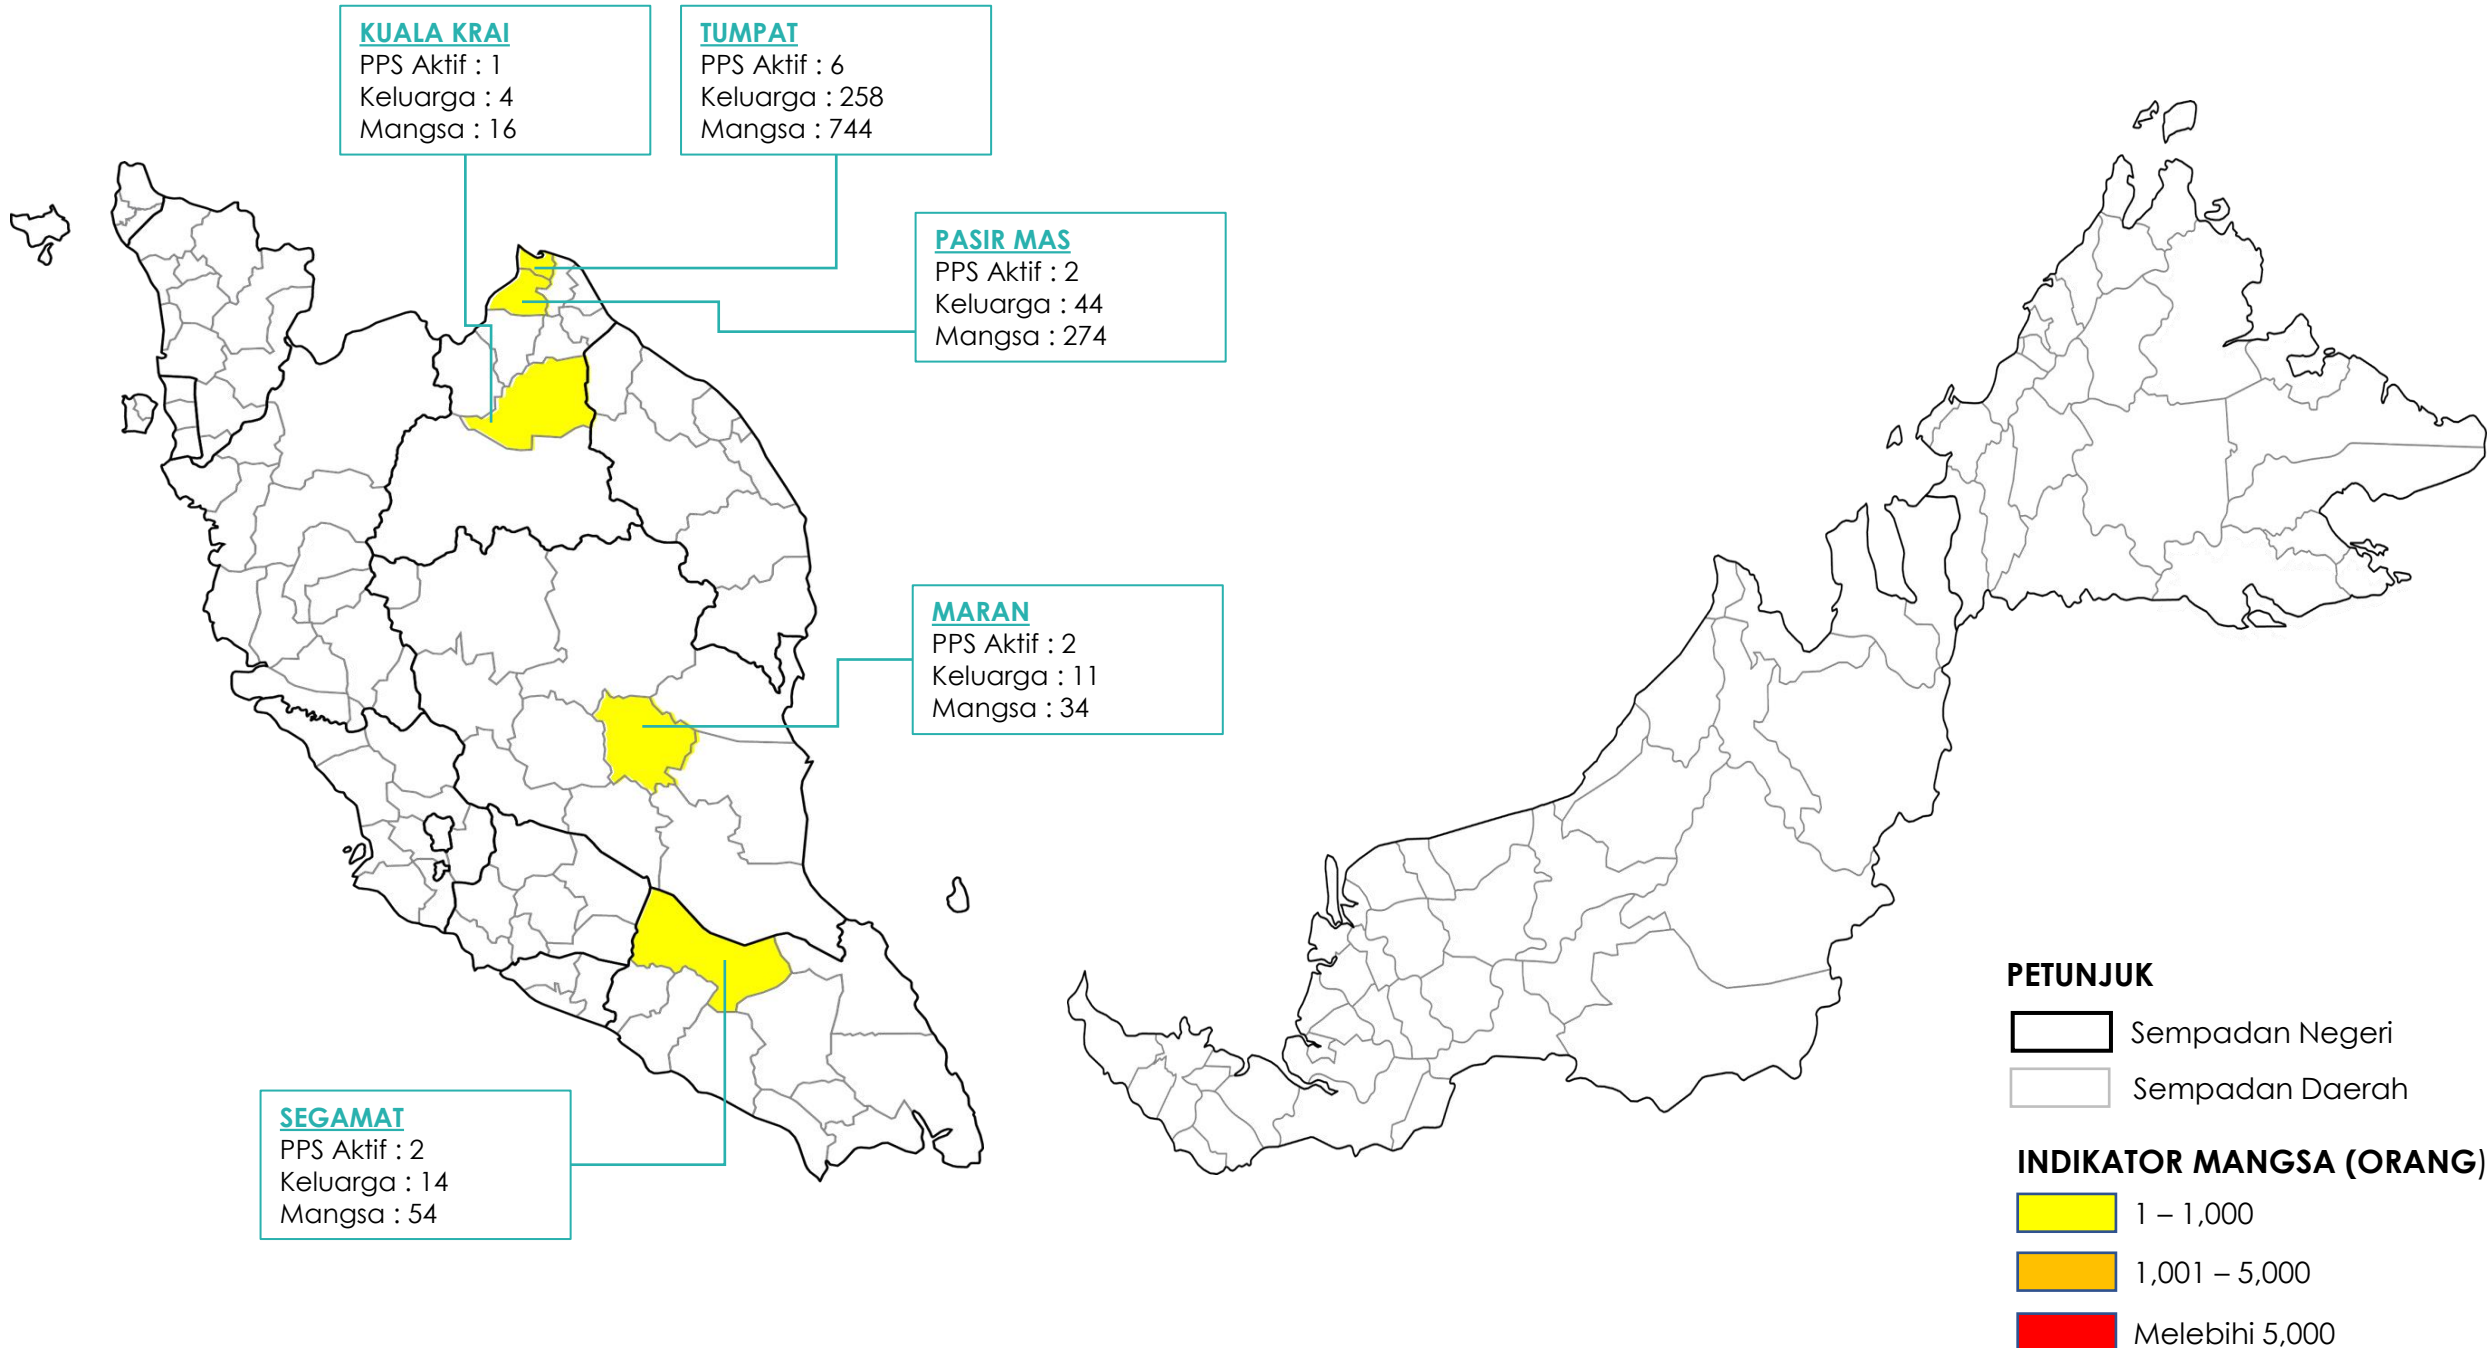 KUALA KRAI
PPS Aktif : 1
Keluarga : 4
Mangsa : 16
TUMPAT
PPS Aktif : 6
Keluarga : 258
Mangsa : 744
PASIR MAS
PPS Aktif : 2
Keluarga : 44
Mangsa : 274
MARAN
PPS Aktif : 2
Keluarga : 11
Mangsa : 34
SEGAMAT
PPS Aktif : 2
Keluarga : 14
Mangsa : 54
PETUNJUK
Sempadan Negeri
Sempadan Daerah
INDIKATOR MANGSA (ORANG)
1 – 1,000
1,001 – 5,000
Melebihi 5,000